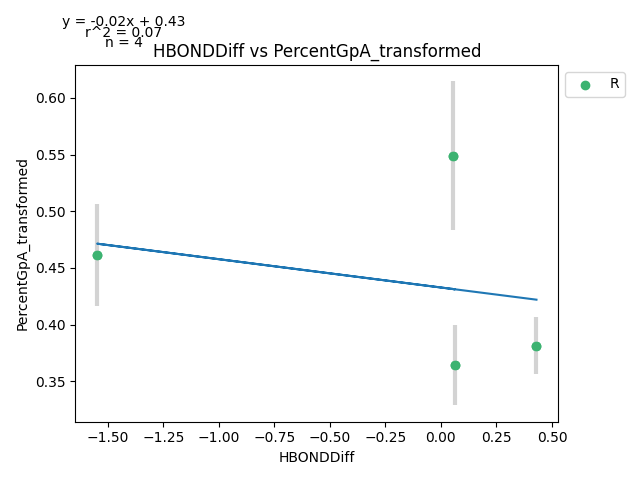 y = -0.02x + 0.43
r^2 = 0.07
n = 4
HBONDDiff vs PercentGpA_transformed
R
0.60
0.55
0.50
0.45
0.40
0.35
PercentGpA_transformed
−1.50 −1.25 −1.00 −0.75 −0.50 −0.25 0.00 0.25 0.50
HBONDDiff